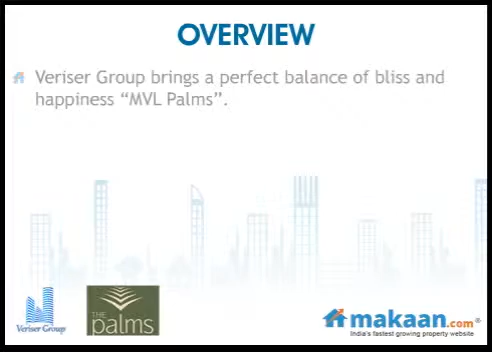 OVERVIEW
Veriser Group brings a perfect balance of bliss and
happiness “MVL Palms”.
Veriser Group
THE
palms
makaan.com®
India's fastest growing property website